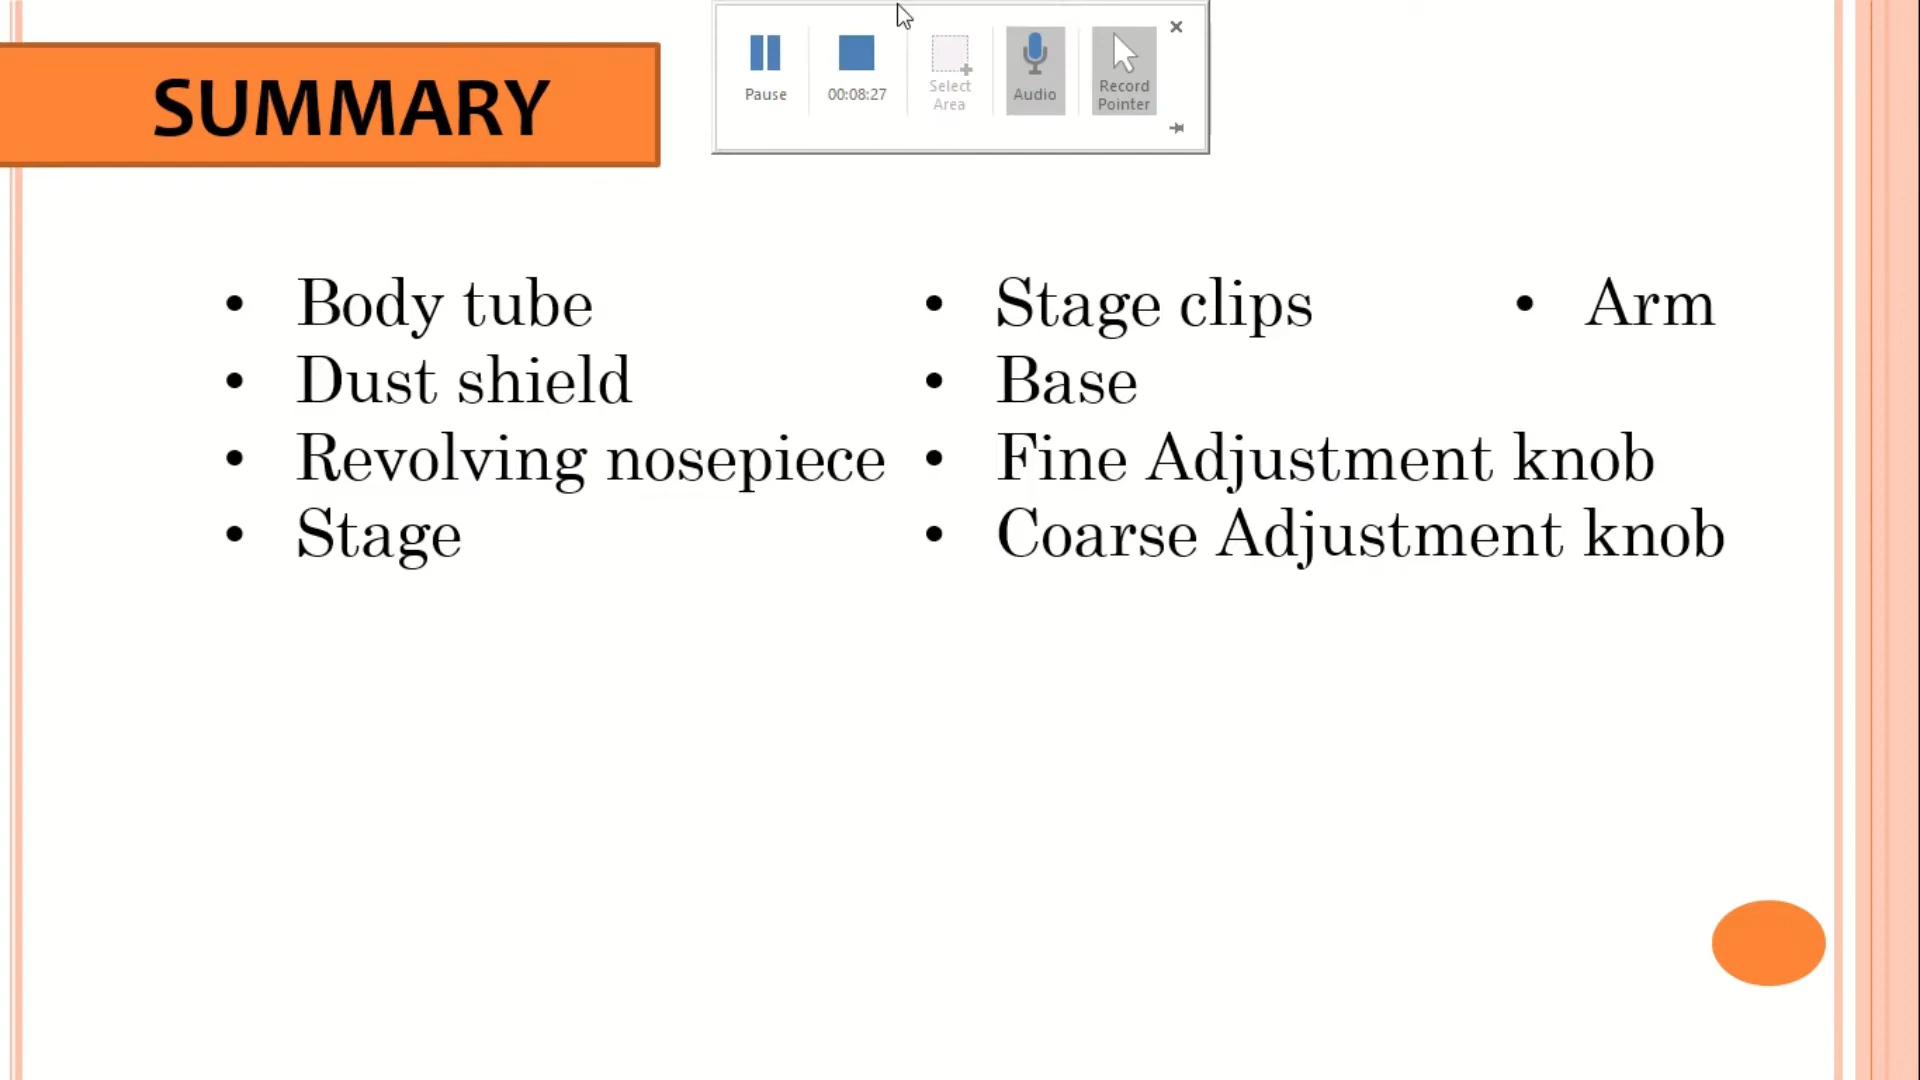 SUMMARY
Pause
00:08:27
Select
Area
Audio
Record
Pointer
• Body tube
• Dust shield
• Revolving nosepiece
• Stage
• Stage clips
• Base
• Fine Adjustment knob
• Coarse Adjustment knob
• Arm